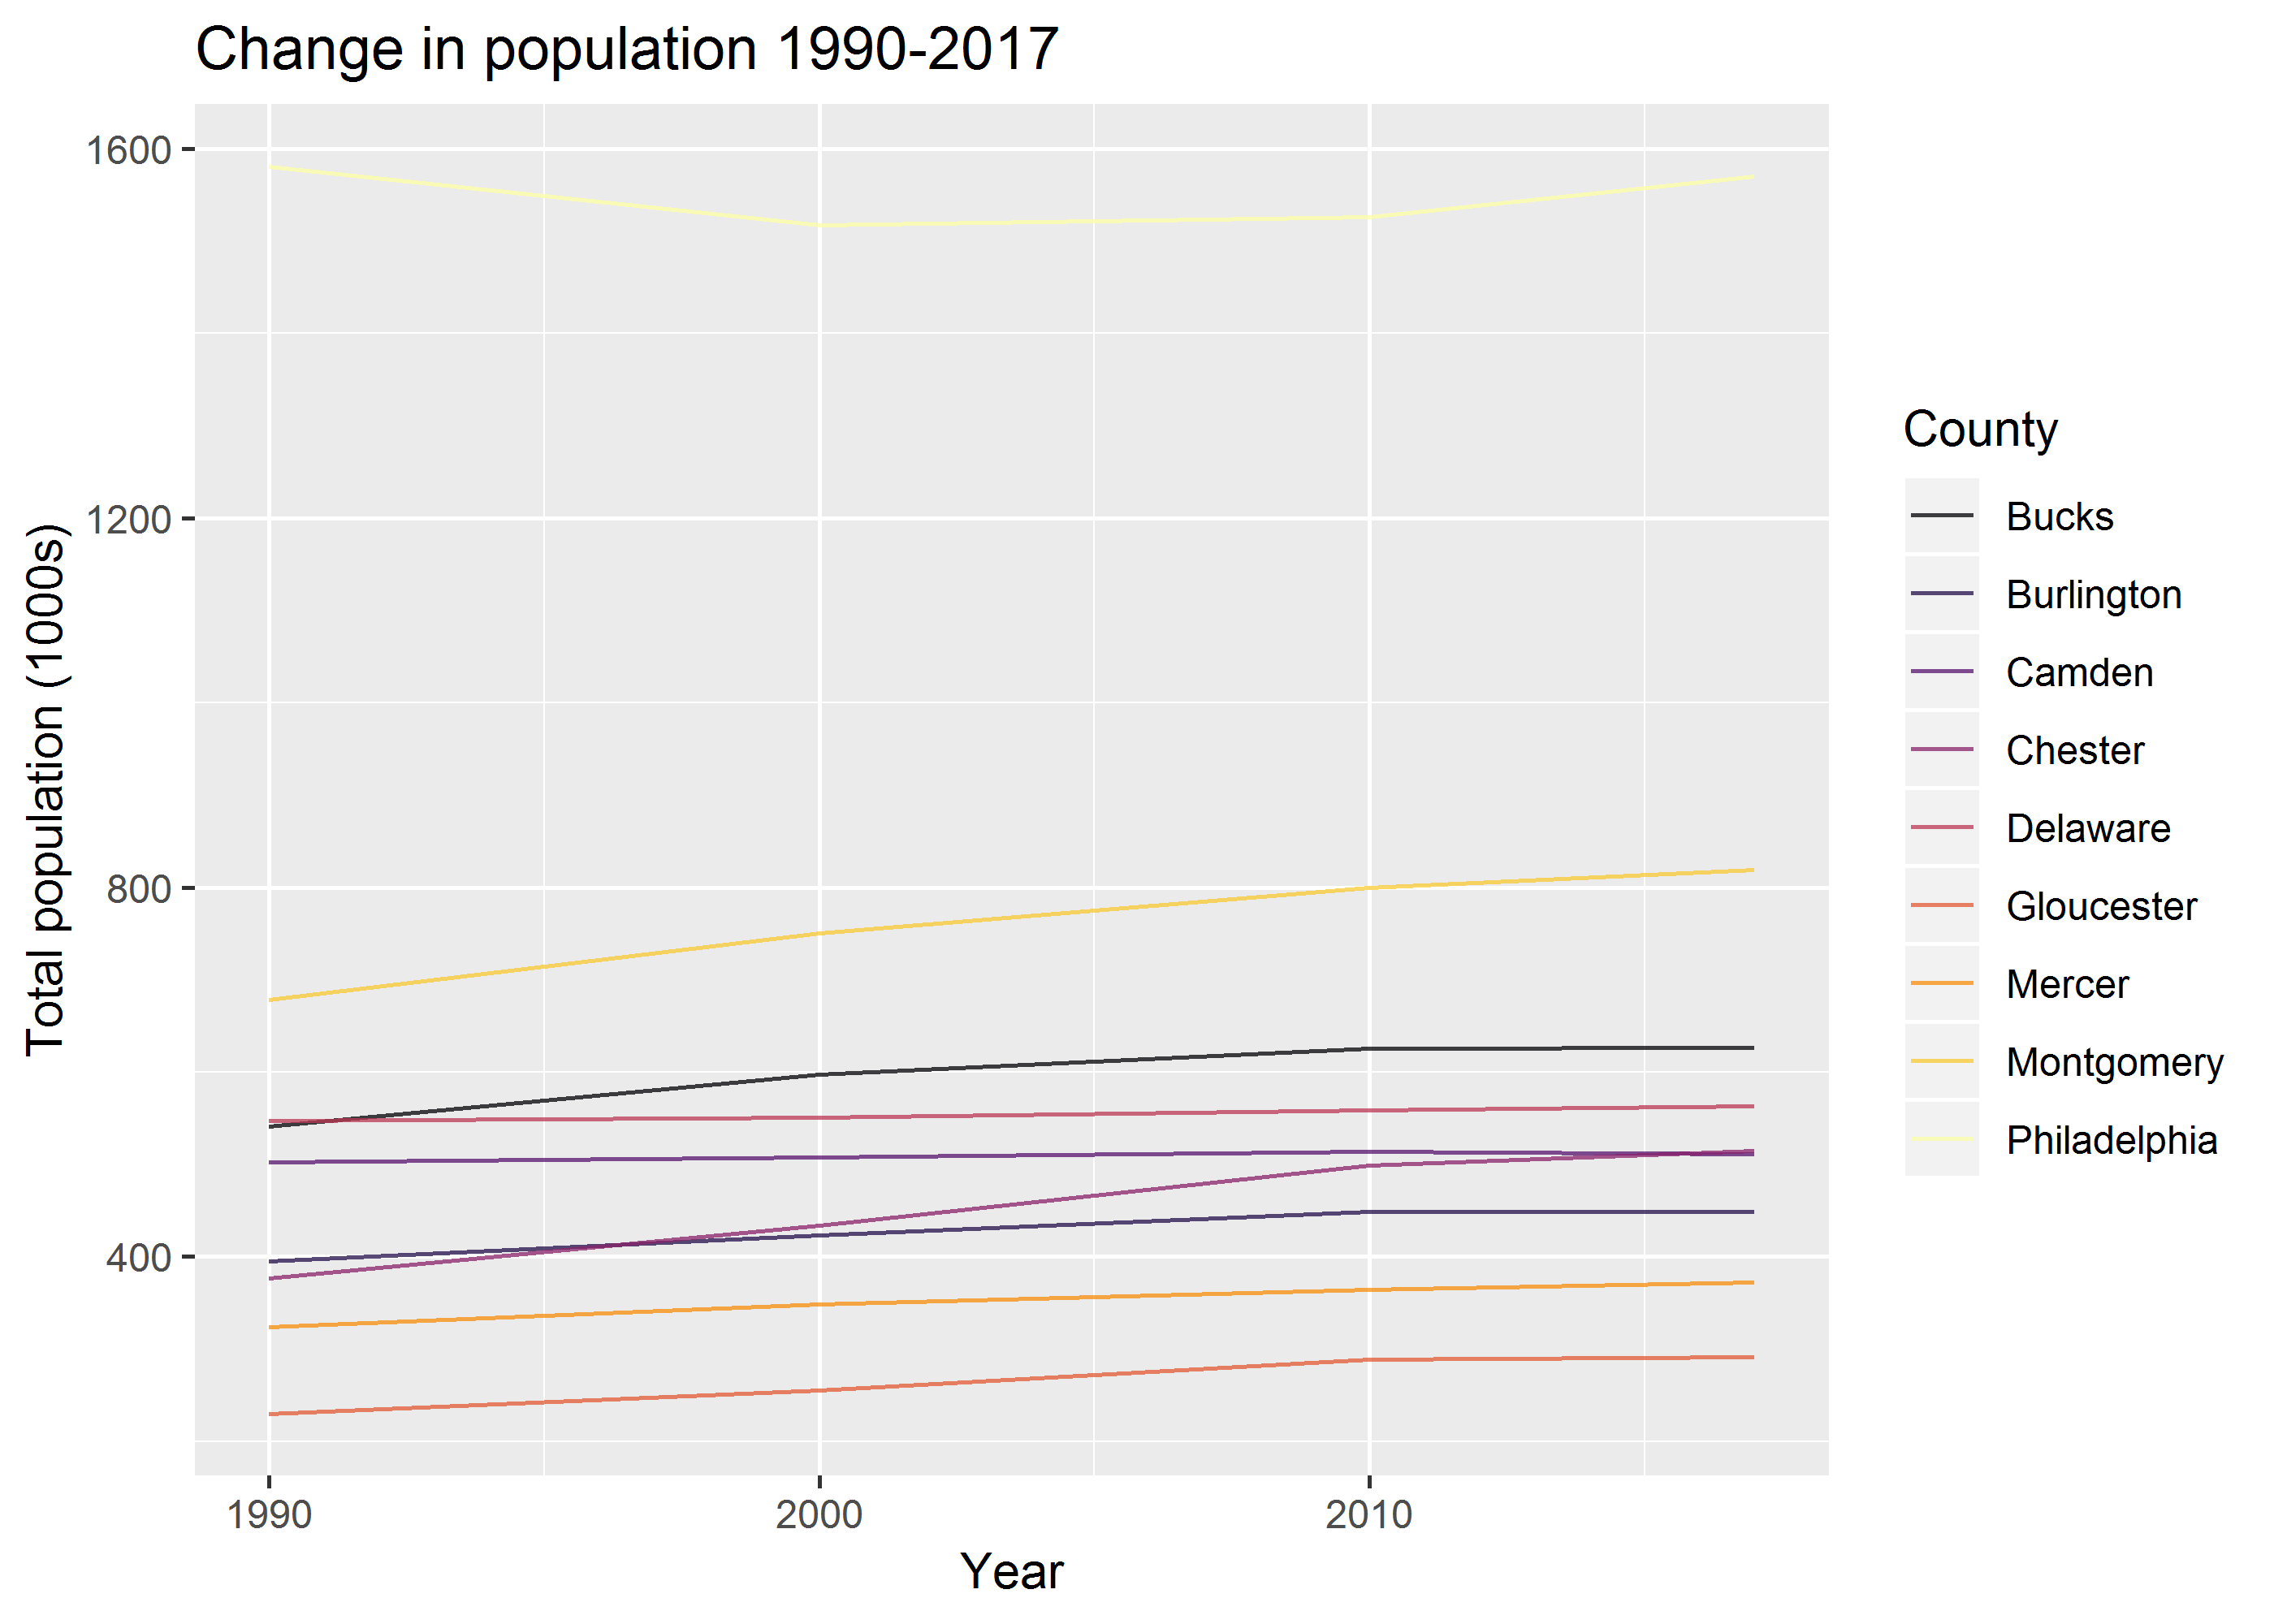 Change in population 1990-2017
1600
1200
800
400
Total population (1000s)
1990
2000
2010
Year
County
Bucks
Burlington
Camden
Chester
Delaware
Gloucester
Mercer
Montgomery
Philadelphia